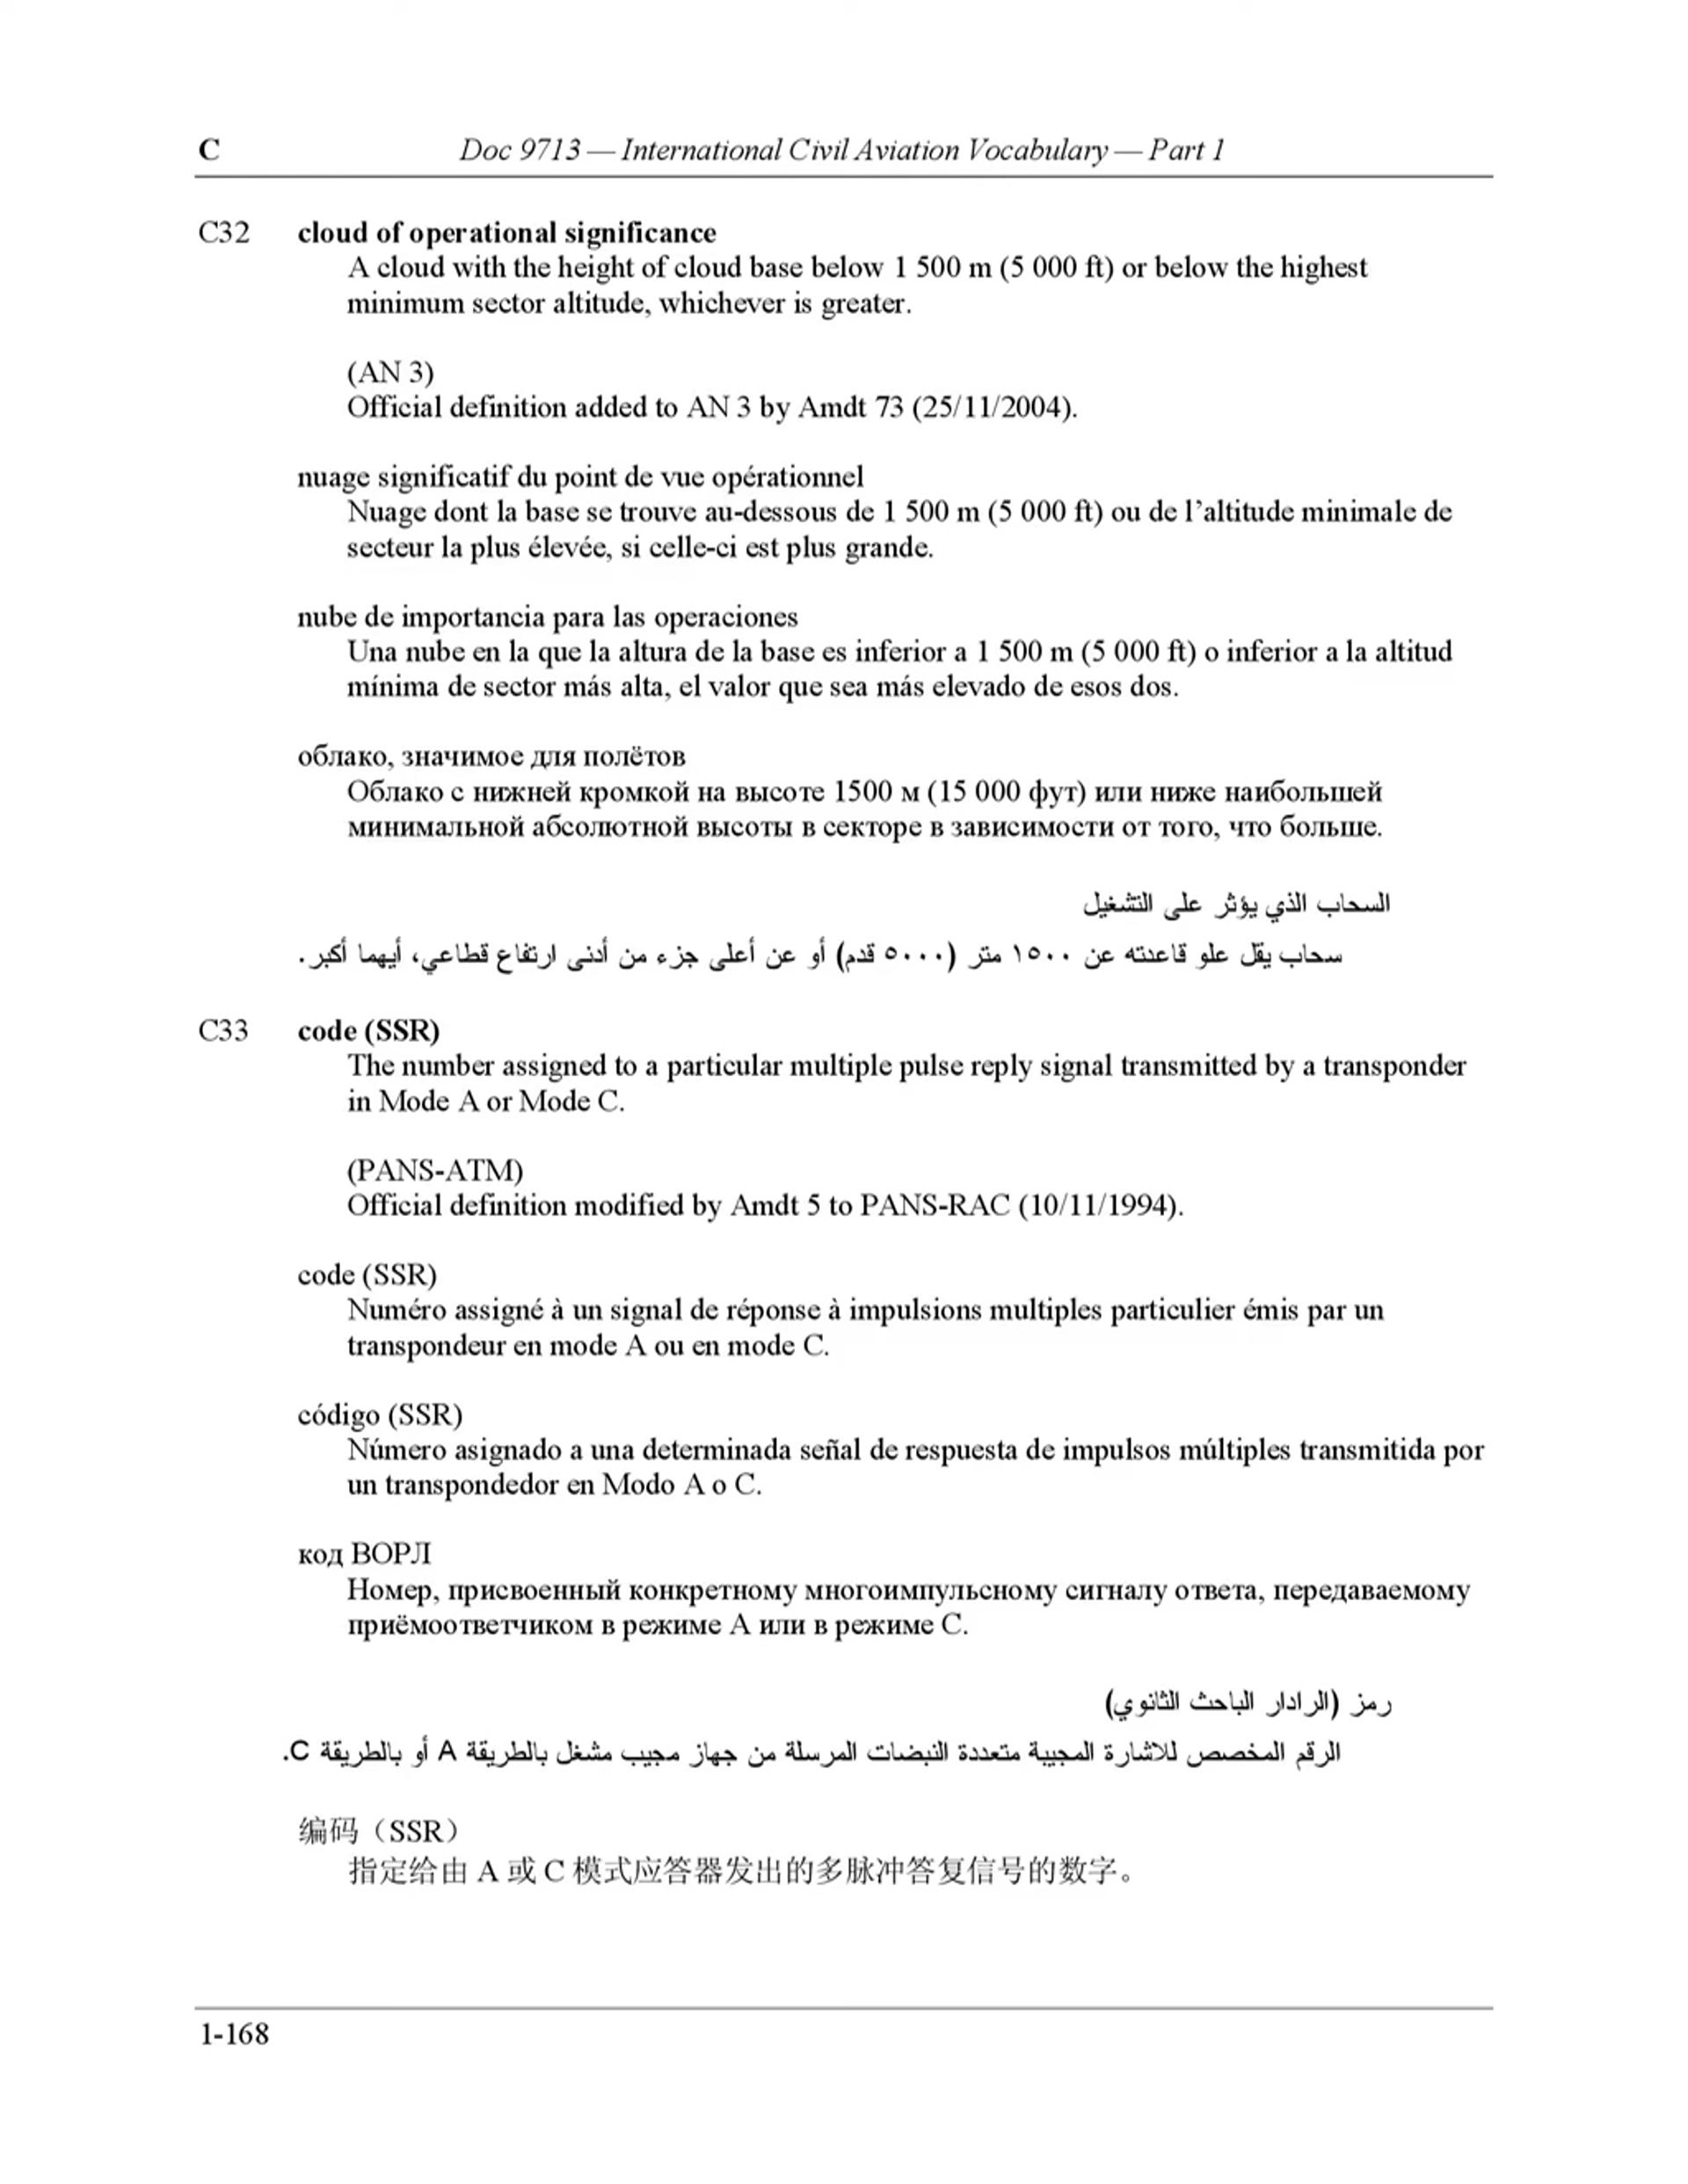 C Doc 9713 — International Civil Aviation Vocabulary — Part 1
C32 cloud of operational significance
A cloud with the height of cloud base below 1 500 m (5 000 ft) or below the highest
minimum sector altitude, whichever is greater.
(AN 3)
Official definition added to AN 3 by Amdt 73 (25/11/2004).
nuage significatif du point de vue opérationnel
Nuage dont la base se trouve au-dessous de 1 500 m (5 000 ft) ou de l’altitude minimale de
secteur la plus élevée, si celle-ci est plus grande.
nube de importancia para las operaciones
Una nube en la que la altura de la base es inferior a 1 500 m (5 000 ft) o inferior a la altitud
mínima de sector más alta, el valor que sea más elevado de esos dos.
облако, значимое для полётов
Облако с нижней кромкой на высоте 1500 м (15 000 фут) или ниже наибольшей
минимальной абсолютной высоты в секторе в зависимости от того, что больше.
السحاب الذي يؤثر على التشغيل
سحاب يقل علو قاعدته عن ١٥٠٠ متر (٥٠٠٠ قدم) أو عن أعلى جزء من أدنى ارتفاع قطاعي، أيهما أكبر.
C33 code (SSR)
The number assigned to a particular multiple pulse reply signal transmitted by a transponder
in Mode A or Mode C.
(PANS-ATM)
Official definition modified by Amdt 5 to PANS-RAC (10/11/1994).
code (SSR)
Numéro assigné à un signal de réponse à impulsions multiples particulier émis par un
transpondeur en mode A ou en mode C.
código (SSR)
Número asignado a una determinada señal de respuesta de impulsos múltiples transmitida por
un transpondedor en Modo A o C.
код ВОРЛ
Номер, присвоенный конкретному многоимпульсному сигналу ответа, передаваемому
приёмоответчиком в режиме А или в режиме С.
رمز (الرادار الباحث الثانوي)
الرقم المخصص للاشارة المجيبة متعددة النبضات المرسلة من جهاز مجيب مشغل بالطريقة A أو بالطريقة C.
编码（SSR）
指定给由 A 或 C 模式应答器发出的多脉冲答复信号的数字。
1-168